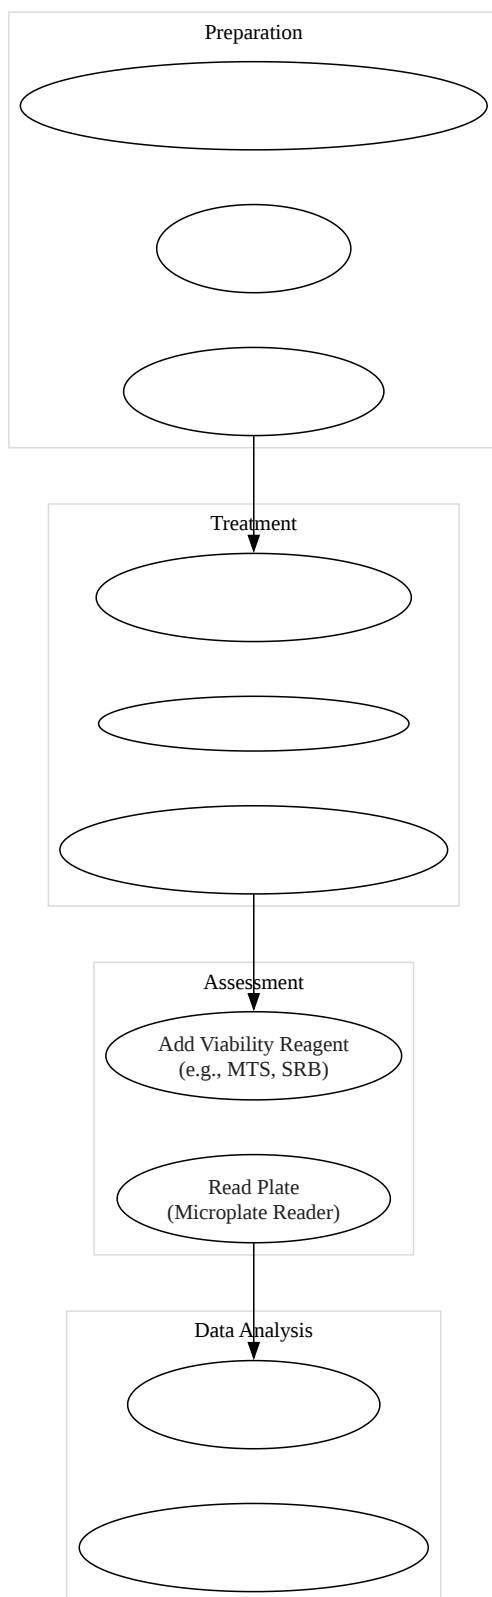 Preparation
Treatment
Assessment
Add Viability Reagent
(e.g., MTS, SRB)
Read Plate
(Microplate Reader)
Data Analysis